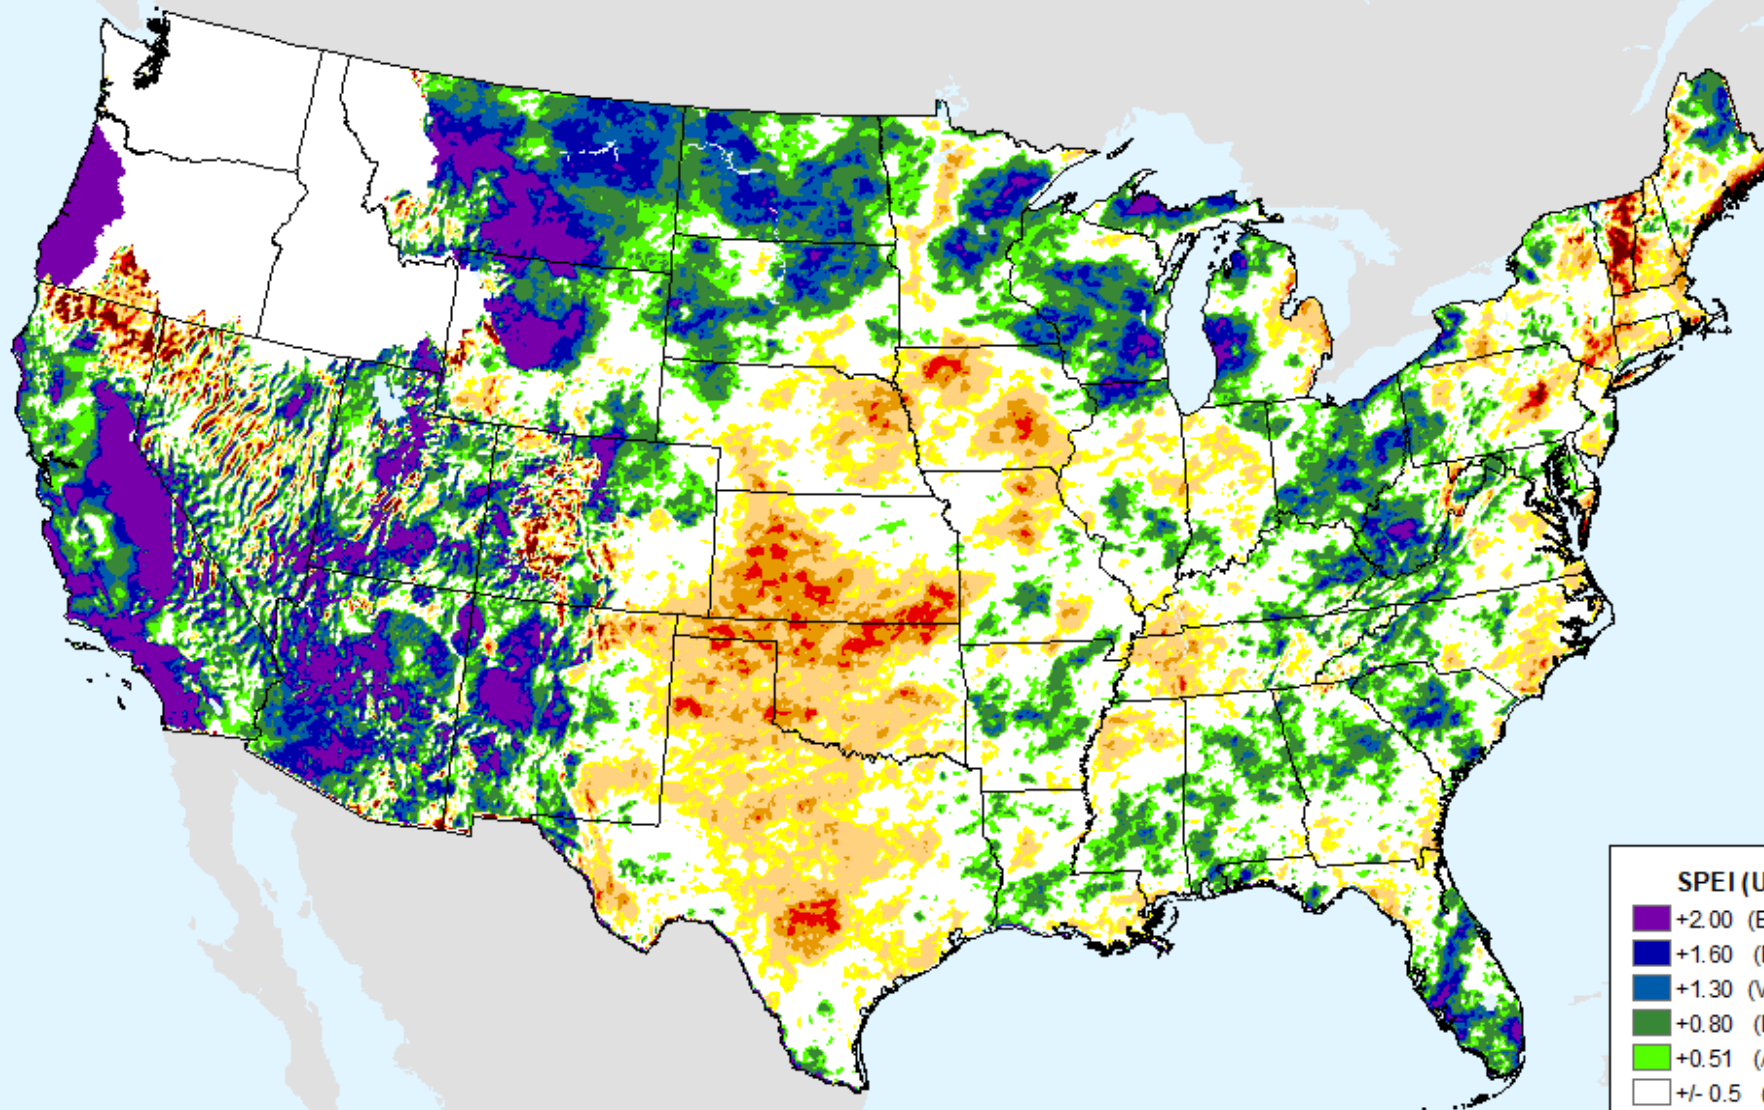 SPEI (U
+2.00 (E
+1.60 (
+1.30 (V
+0.80 (
+0.51 (
+/- 0.5 (